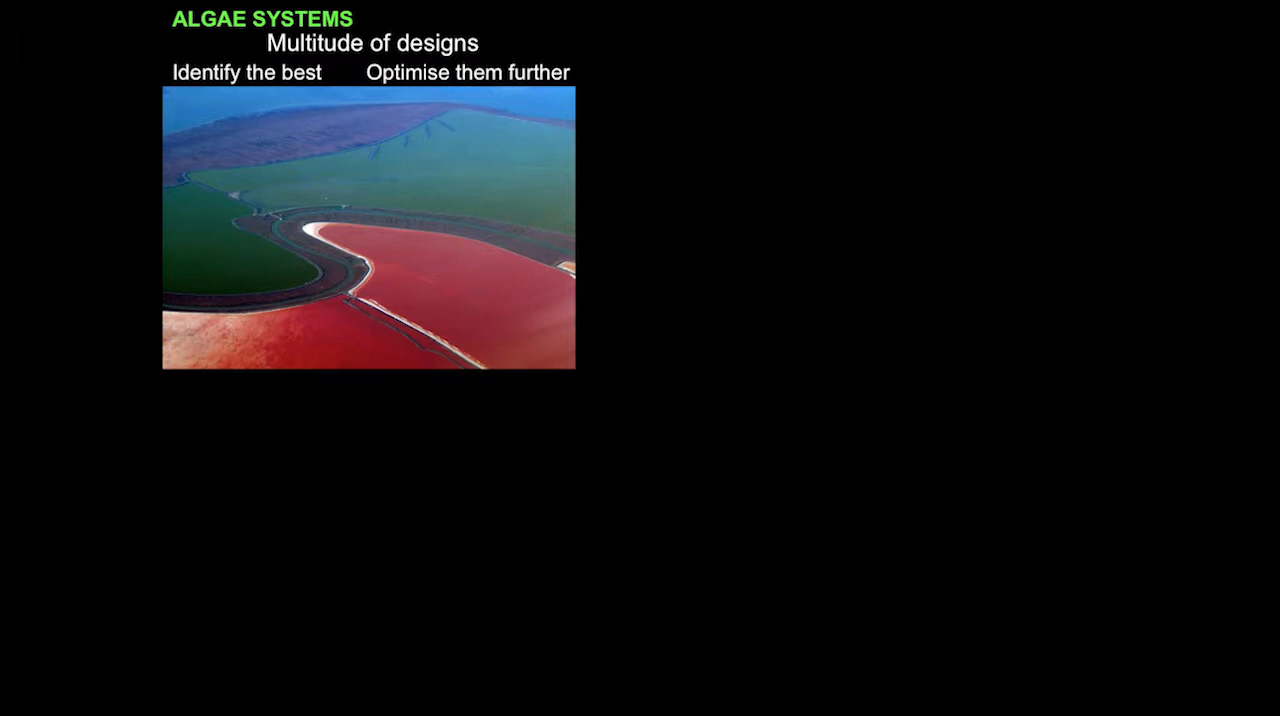 ALGAE SYSTEMS
Multitude of designs
Identify the best Optimise them further